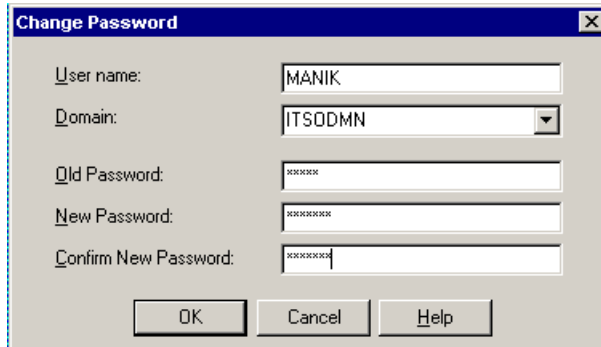 Change Password
User name: MANIK
Domain: ITSODMN
Old Password: *****
New Password: *******
Confirm New Password: *******
OK Cancel Help